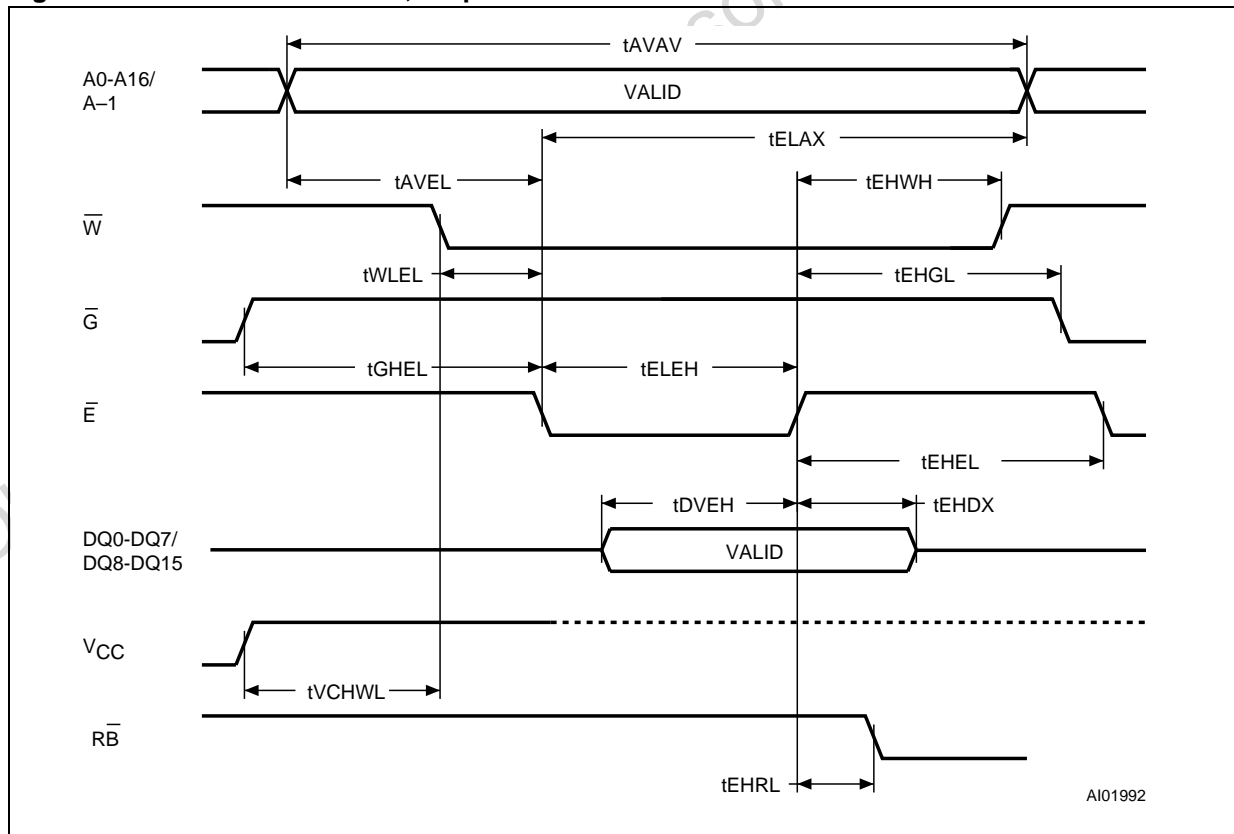 tAVAV
A0-A16/
A–1
VALID
tELAX
tAVEL
tEHWH
W̅
tWLEL
tEHGL
G̅
tGHEL
tELEH
E̅
tEHEL
tDVEH
tEHDX
DQ0-DQ7/
DQ8-DQ15
VALID
VCC
tVCHWL
RB̅
tEHRL
AI01992